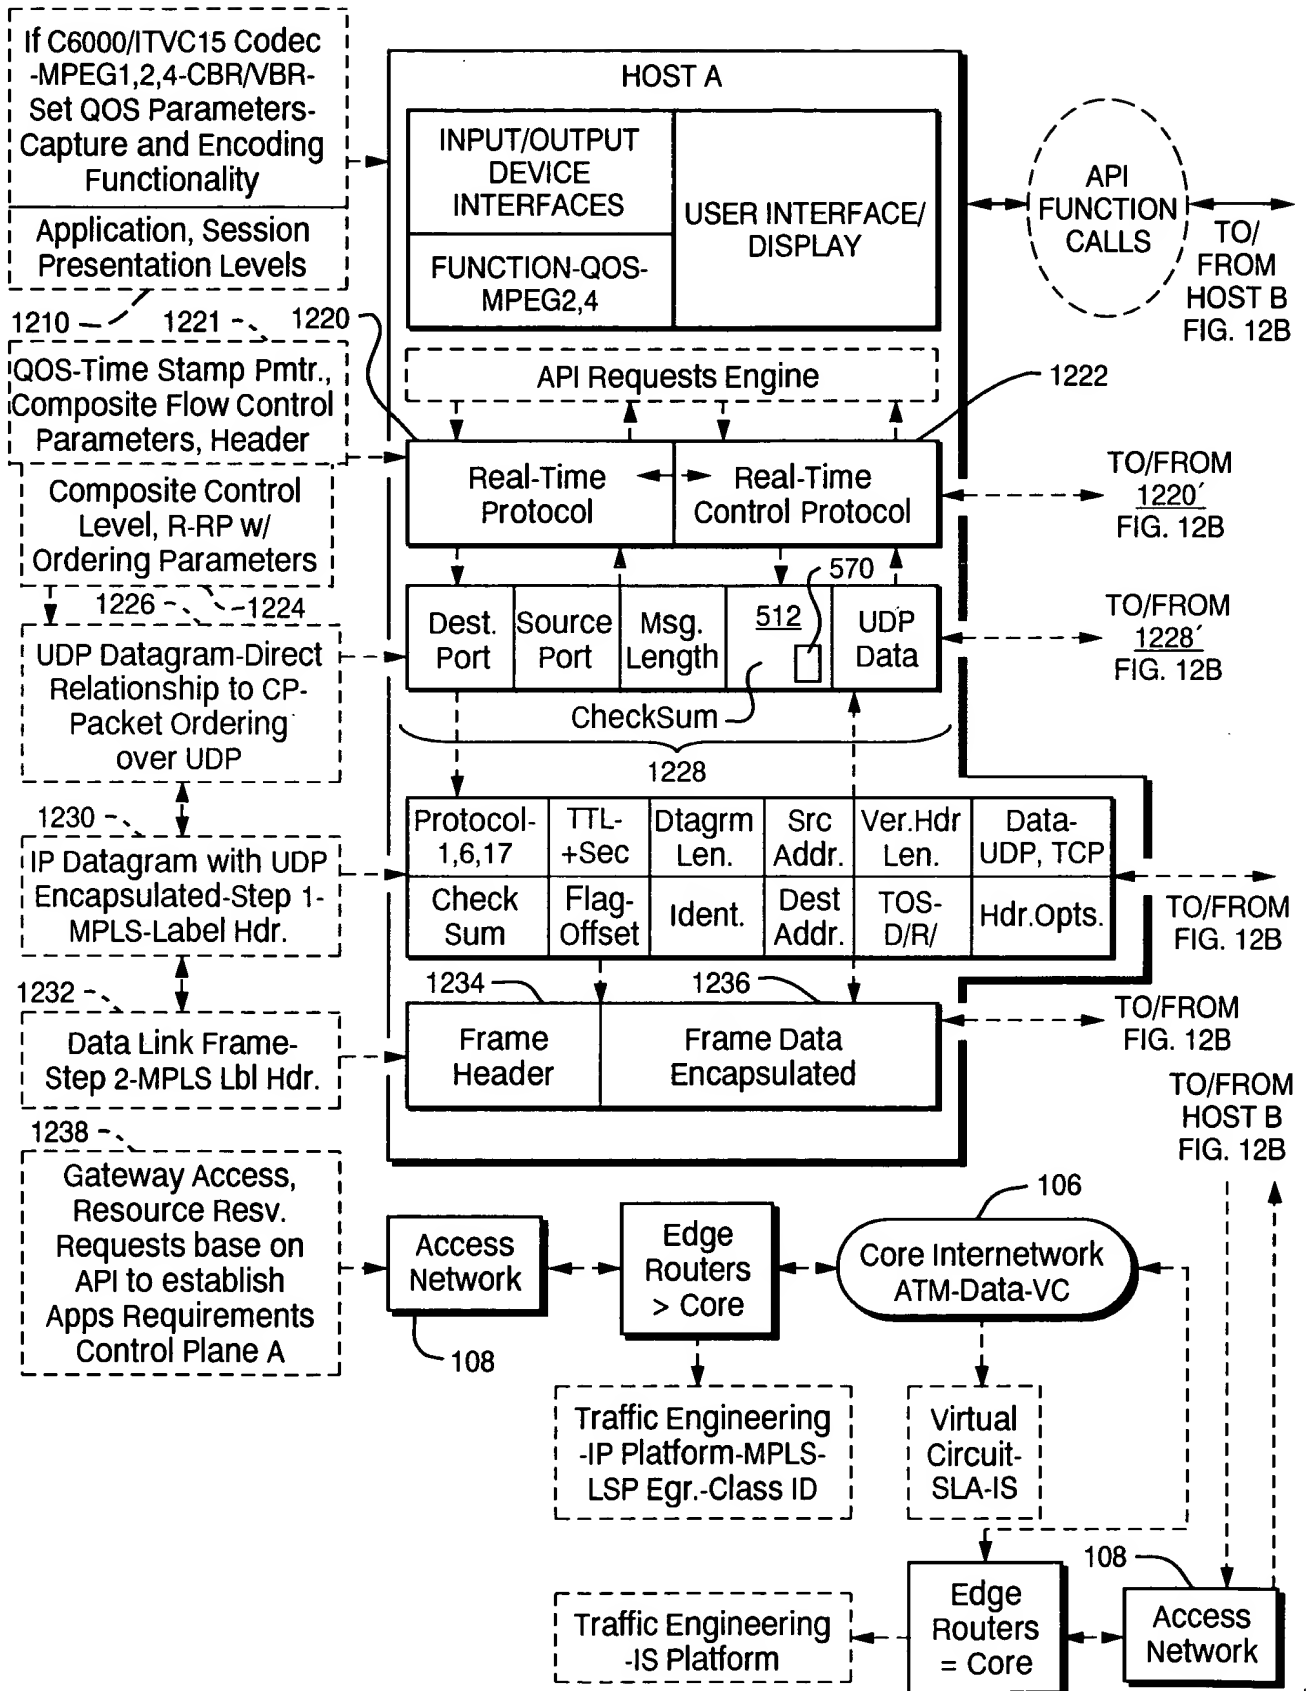 If C6000/ITVC15 Codec
-MPEG1,2,4-CBR/VBR-
Set QOS Parameters-
Capture and Encoding
Functionality
Application, Session
Presentation Levels
1210
1221
1220
HOST A
INPUT/OUTPUT
DEVICE
INTERFACES
USER INTERFACE/
DISPLAY
FUNCTION-QOS-
MPEG2,4
API
FUNCTION
CALLS
TO/
FROM
HOST B
FIG. 12B
QOS-Time Stamp Pmtr.,
Composite Flow Control
Parameters, Header
API Requests Engine
1222
Composite Control
Level, R-RP w/
Ordering Parameters
Real-Time
Protocol
Real-Time
Control Protocol
TO/FROM
1220´
FIG. 12B
1226
1224
570
UDP Datagram-Direct
Relationship to CP-
Packet Ordering
over UDP
Dest.
Port
Source
Port
Msg.
Length
512
UDP
Data
TO/FROM
1228´
FIG. 12B
CheckSum
1228
1230
IP Datagram with UDP
Encapsulated-Step 1-
MPLS-Label Hdr.
Protocol-
1,6,17
TTL-
+Sec
Dtagrm
Len.
Src
Addr.
Ver.Hdr
Len.
Data-
UDP, TCP
Check
Sum
Flag-
Offset
Ident.
Dest
Addr.
TOS-
D/R/
Hdr.Opts.
TO/FROM
FIG. 12B
1232
1234
1236
Data Link Frame-
Step 2-MPLS Lbl Hdr.
Frame
Header
Frame Data
Encapsulated
TO/FROM
FIG. 12B
TO/FROM
HOST B
FIG. 12B
1238
Gateway Access,
Resource Resv.
Requests base on
API to establish
Apps Requirements
Control Plane A
Access
Network
108
Edge
Routers
> Core
106
Core Internetwork
ATM-Data-VC
Traffic Engineering
-IP Platform-MPLS-
LSP Egr.-Class ID
Virtual
Circuit-
SLA-IS
108
Traffic Engineering
-IS Platform
Edge
Routers
= Core
Access
Network